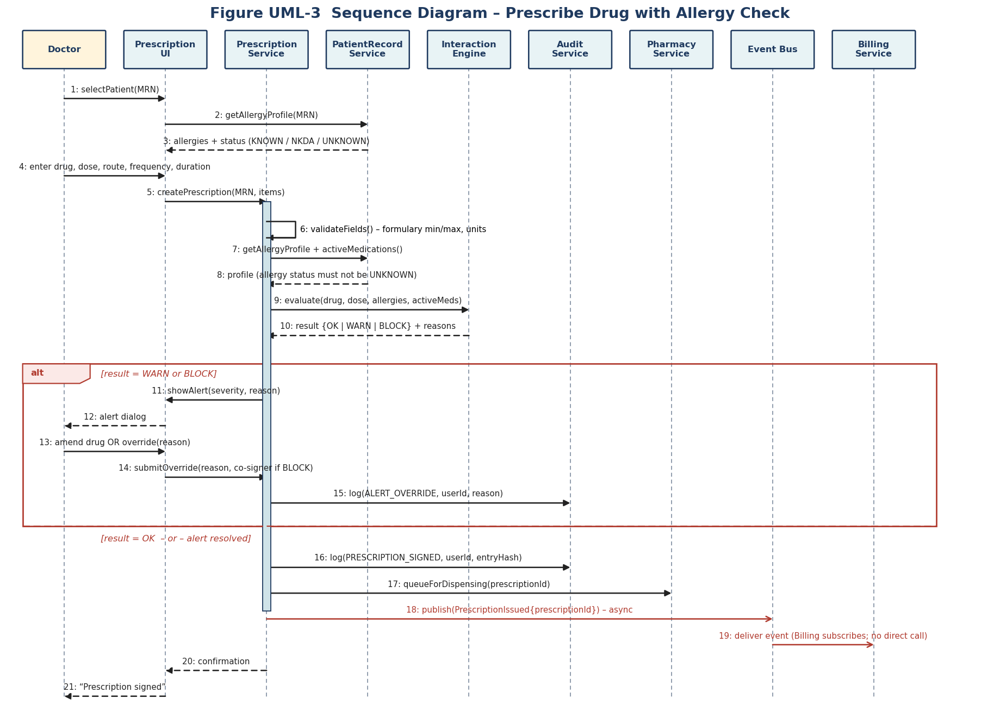 Figure UML-3  Sequence Diagram – Prescribe Drug with Allergy Check
Doctor
Prescription
UI
Prescription
Service
PatientRecord
Service
Interaction
Engine
Audit
Service
Pharmacy
Service
Event Bus
Billing
Service
1: selectPatient(MRN)
2: getAllergyProfile(MRN)
3: allergies + status (KNOWN / NKDA / UNKNOWN)
4: enter drug, dose, route, frequency, duration
5: createPrescription(MRN, items)
6: validateFields() – formulary min/max, units
7: getAllergyProfile + activeMedications()
8: profile (allergy status must not be UNKNOWN)
9: evaluate(drug, dose, allergies, activeMeds)
10: result {OK | WARN | BLOCK} + reasons
alt
[result = WARN or BLOCK]
11: showAlert(severity, reason)
12: alert dialog
13: amend drug OR override(reason)
14: submitOverride(reason, co-signer if BLOCK)
15: log(ALERT_OVERRIDE, userId, reason)
[result = OK  – or – alert resolved]
16: log(PRESCRIPTION_SIGNED, userId, entryHash)
17: queueForDispensing(prescriptionId)
18: publish(PrescriptionIssued{prescriptionId}) – async
19: deliver event (Billing subscribes; no direct call)
20: confirmation
21: “Prescription signed”